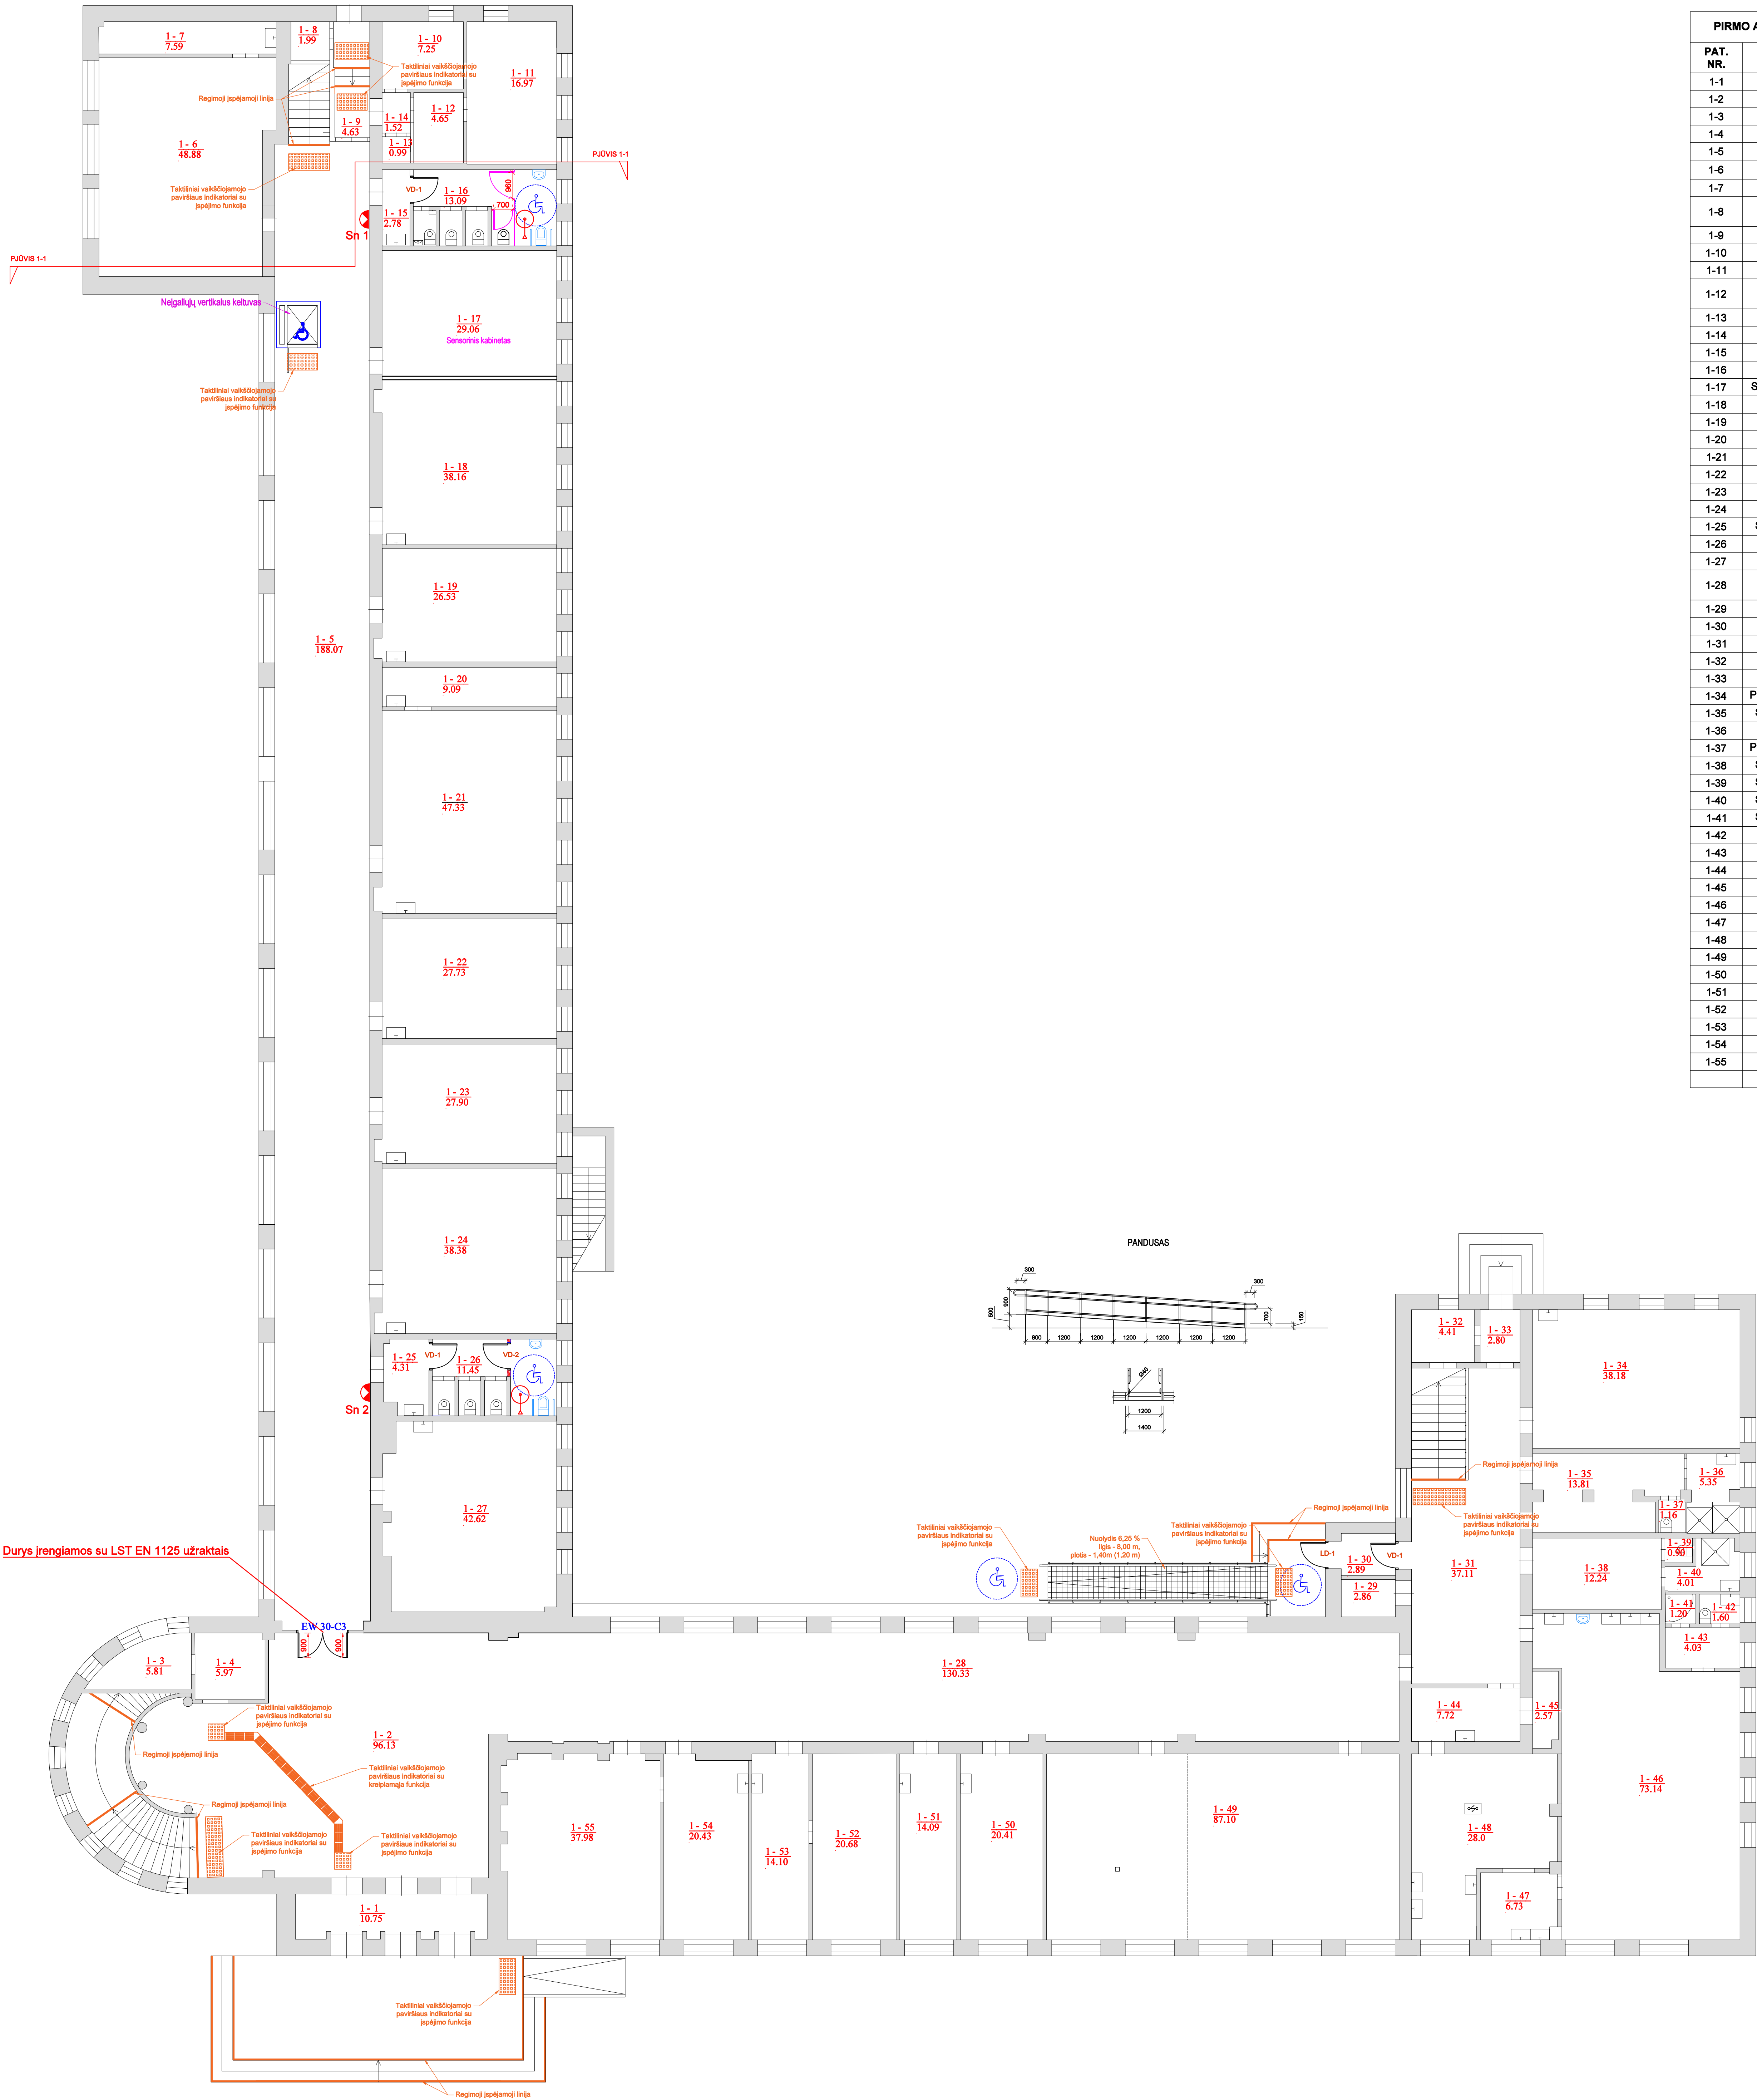 PIRMO A
PAT.
NR.
1-1
1-2
1-3
1-4
1-5
1-6
1-7
1-8
1-9
1-10
1-11
1-12
1-13
1-14
1-15
1-16
1-17 S
1-18
1-19
1-20
1-21
1-22
1-23
1-24
1-25 S
1-26
1-27
1-28
1-29
1-30
1-31
1-32
1-33
1-34 P
1-35 S
1-36
1-37 P
1-38 S
1-39 S
1-40 S
1-41 S
1-42
1-43
1-44
1-45
1-46
1-47
1-48
1-49
1-50
1-51
1-52
1-53
1-54
1-55
1 - 7
7.59
1 - 8
1.99
1 - 10
7.25
1 - 11
16.97
Taktiliniai vaikščiojamojo
paviršiaus indikatoriai su
įspėjimo funkcija
Regimoji įspėjamoji linija
1 - 9
4.63
1 - 14
1.52
1 - 12
4.65
1 - 13
0.99
1 - 6
48.88
PJŪVIS 1-1
Taktiliniai vaikščiojamojo
paviršiaus indikatoriai su
įspėjimo funkcija
VD-1
1 - 16
13.09
960
700
1 - 15
2.78
Sn 1
PJŪVIS 1-1
Neįgaliųjų vertikalus keltuvas
1 - 17
29.06
Sensorinis kabinetas
Taktiliniai vaikščiojamojo
paviršiaus indikatoriai su
įspėjimo funkcija
1 - 18
38.16
1 - 19
26.53
1 - 5
188.07
1 - 20
9.09
1 - 21
47.33
1 - 22
27.73
1 - 23
27.90
1 - 24
38.38
1 - 25
4.31
VD-1
1 - 26
11.45
VD-2
Sn 2
1 - 27
42.62
PANDUSAS
300
300
900
500
700
150
800
1200
1200
1200
1200
1200
1200
Ø40
1200
1400
1 - 32
4.41
1 - 33
2.80
1 - 34
38.18
Regimoji įspėjamoji linija
1 - 35
13.81
1 - 36
5.35
1 - 37
1.16
Taktiliniai vaikščiojamojo
paviršiaus indikatoriai su
įspėjimo funkcija
Regimoji įspėjamoji linija
Taktiliniai vaikščiojamojo
paviršiaus indikatoriai su
įspėjimo funkcija
Nuolydis 6,25 %
Ilgis - 8,00 m,
plotis - 1,40m (1,20 m)
Taktiliniai vaikščiojamojo
paviršiaus indikatoriai su
įspėjimo funkcija
LD-1
1 - 30
2.89
VD-1
1 - 29
2.86
1 - 31
37.11
1 - 38
12.24
1 - 39
0.90
1 - 40
4.01
1 - 41
1.20
1 - 42
1.60
1 - 43
4.03
Durys įrengiamos su LST EN 1125 užraktais
EW 30-C3
900
900
1 - 3
5.81
1 - 4
5.97
1 - 28
130.33
1 - 44
7.72
1 - 45
2.57
Taktiliniai vaikščiojamojo
paviršiaus indikatoriai su
įspėjimo funkcija
1 - 2
96.13
Regimoji įspėjamoji linija
Taktiliniai vaikščiojamojo
paviršiaus indikatoriai su
kreipiamąja funkcija
1 - 46
73.14
Regimoji įspėjamoji linija
Taktiliniai vaikščiojamojo
paviršiaus indikatoriai su
įspėjimo funkcija
Taktiliniai vaikščiojamojo
paviršiaus indikatoriai su
įspėjimo funkcija
1 - 55
37.98
1 - 54
20.43
1 - 53
14.10
1 - 52
20.68
1 - 51
14.09
1 - 50
20.41
1 - 49
87.10
1 - 48
28.0
1 - 47
6.73
1 - 1
10.75
Taktiliniai vaikščiojamojo
paviršiaus indikatoriai su
įspėjimo funkcija
Regimoji įspėjamoji linija